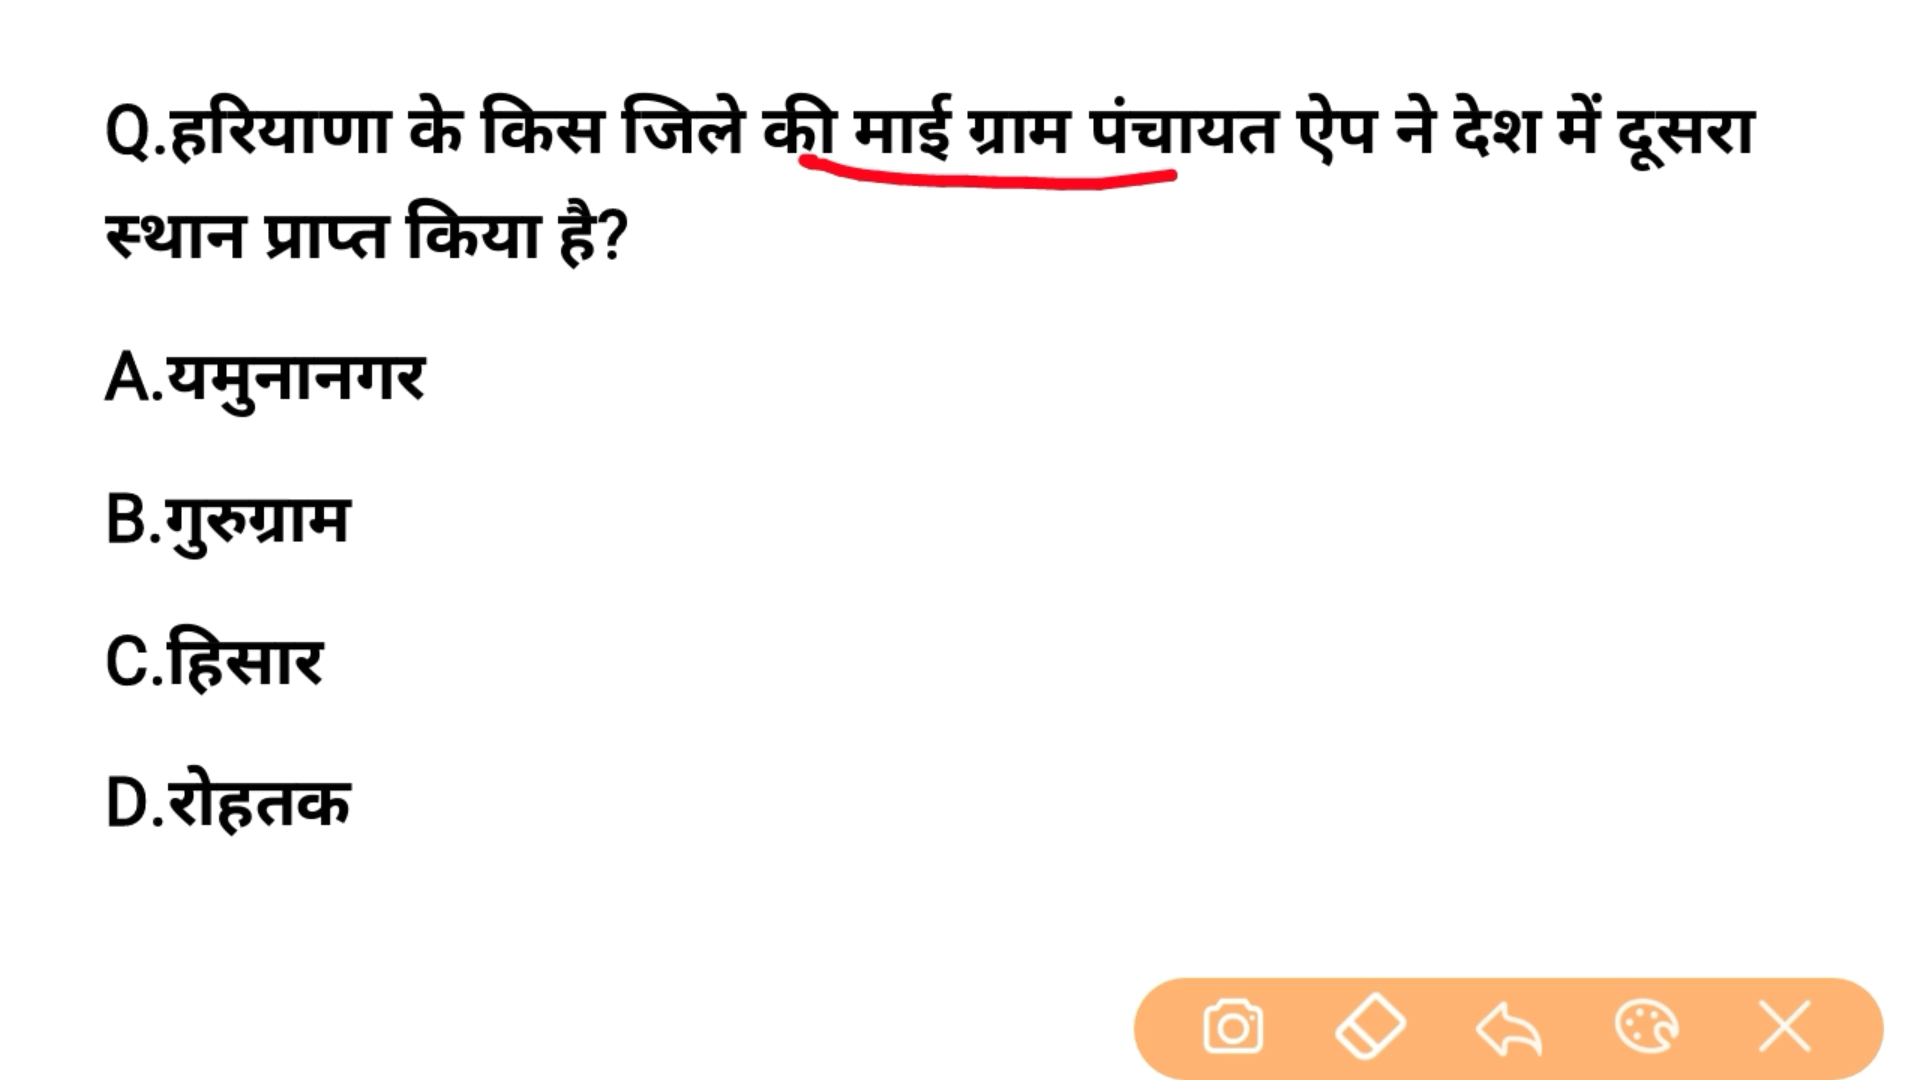 Q.हरियाणा के किस जिले की माई ग्राम पंचायत ऐप ने देश में दूसरा
स्थान प्राप्त किया है?
A.यमुनानगर
B.गुरुग्राम
C.हिसार
D.रोहतक